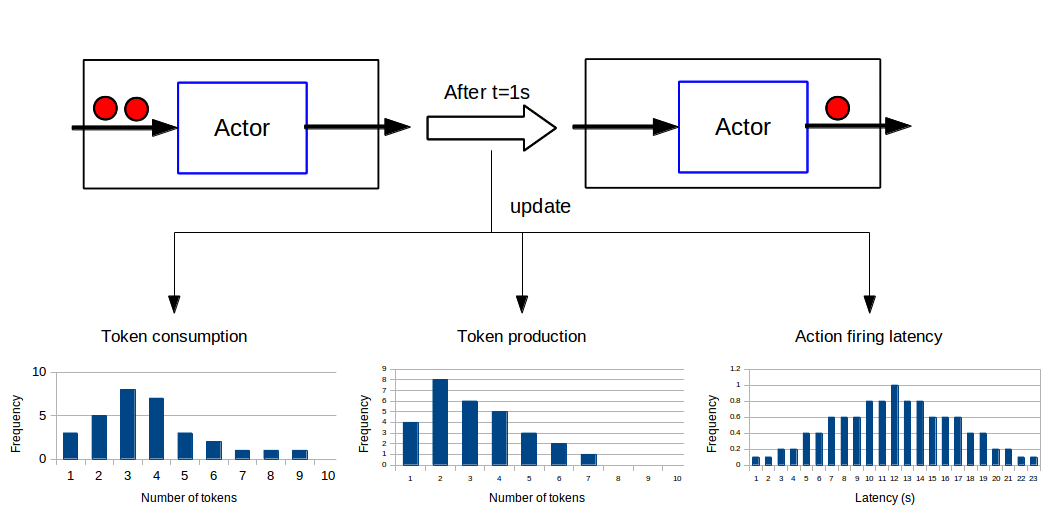 After t=1s
Actor
Actor
update
Token consumption
Token production
Action firing latency
10
5
0
Frequency
1 2 3 4 5 6 7 8 9 10
Number of tokens
9
8
7
6
5
4
3
2
1
0
Frequency
1 2 3 4 5 6 7 8 9 10
Number of tokens
1.2
1
0.8
0.6
0.4
0.2
0
Frequency
1 2 3 4 5 6 7 8 9 10 11 12 13 14 15 16 17 18 19 20 21 22 23
Latency (s)